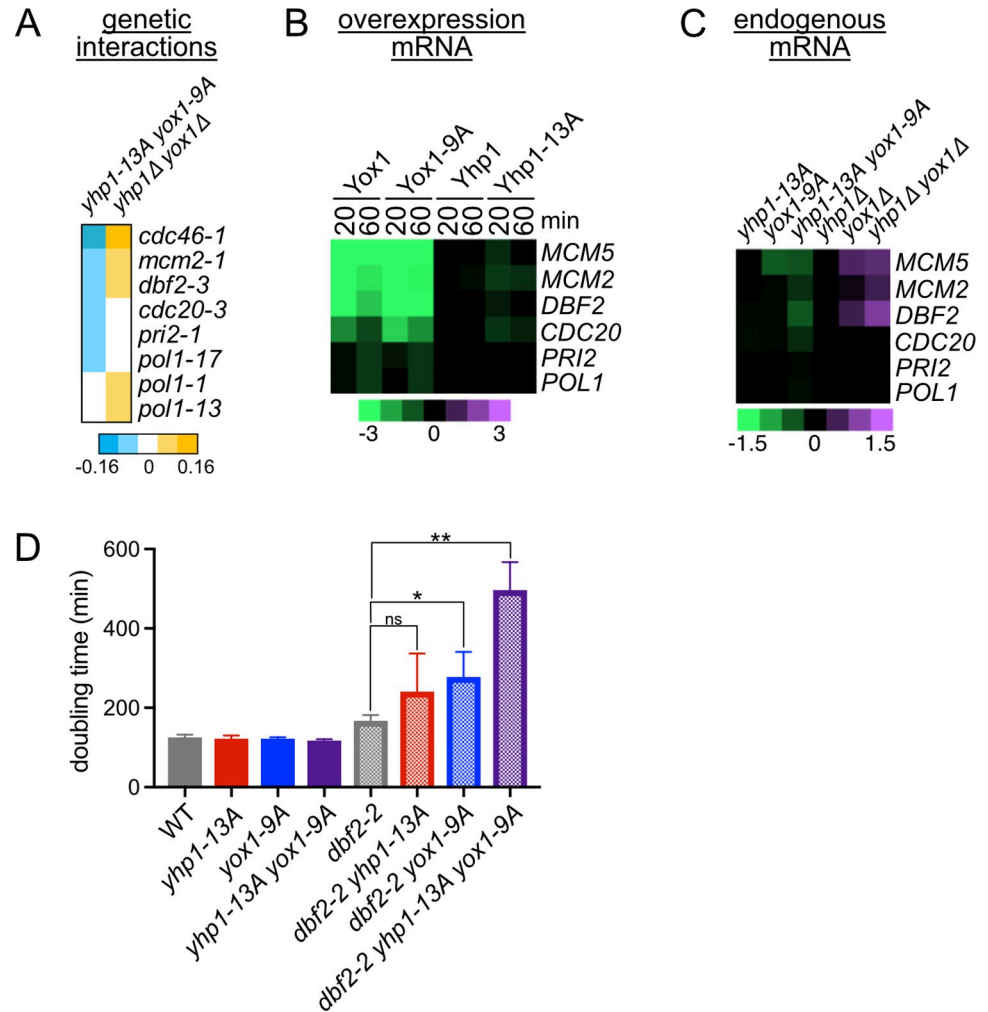 A
genetic
interactions
yhp1-13A yox1-9A
yhp1Δ yox1Δ
cdc46-1
mcm2-1
dbf2-3
cdc20-3
pri2-1
pol1-17
pol1-1
pol1-13
-0.16 0 0.16
B
overexpression
mRNA
Yox1
Yox1-9A
Yhp1
Yhp1-13A
20 60 20 60 20 60 20 60 min
MCM5
MCM2
DBF2
CDC20
PRI2
POL1
-3 0 3
C
endogenous
mRNA
yhp1-13A
yox1-9A
yhp1-13A yox1-9A
yhp1Δ
yox1Δ
yhp1Δ yox1Δ
MCM5
MCM2
DBF2
CDC20
PRI2
POL1
-1.5 0 1.5
D
doubling time (min)
600
400
200
0
**
*
ns
WT
yhp1-13A
yox1-9A
yhp1-13A yox1-9A
dbf2-2
dbf2-2 yhp1-13A
dbf2-2 yox1-9A
dbf2-2 yhp1-13A yox1-9A